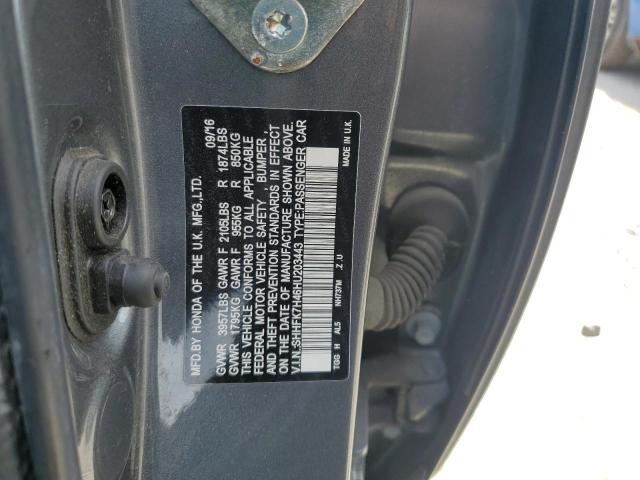 MFD.BY HONDA OF THE U.K. MFG.,LTD. 09/16
GVWR 3957LBS GAWR F 2105LBS R 1874LBS
GVWR 1795KG GAWR F 955KG R 850KG
THIS VEHICLE CONFORMS TO ALL APPLICABLE
FEDERAL MOTOR VEHICLE SAFETY , BUMPER ,
AND THEFT PREVENTION STANDARDS IN EFFECT
ON THE DATE OF MANUFACTURE SHOWN ABOVE.
V.I.N.:SHHFK7H46HU203443 TYPE:PASSENGER CAR
TGG H AL5 NH737M Z U MADE IN U.K.